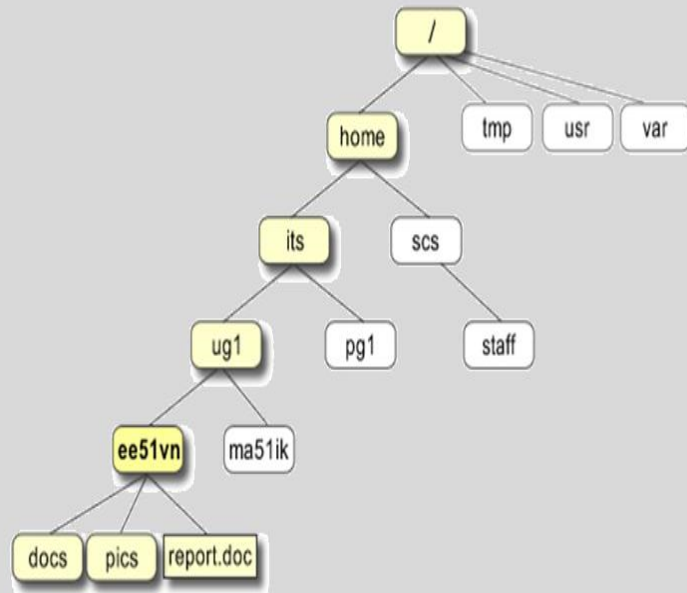 /
home
tmp
usr
var
its
scs
ug1
pg1
staff
ee51vn
ma51ik
docs
pics
report.doc